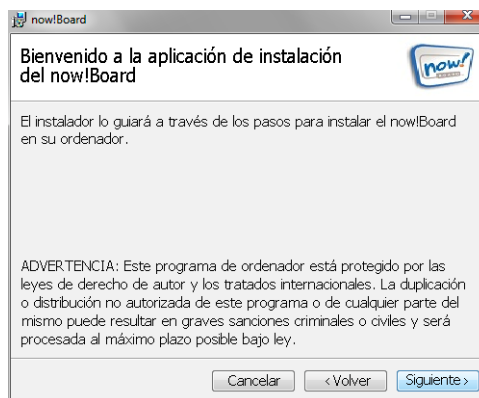 now!Board
Bienvenido a la aplicación de instalación
del now!Board
now!
El instalador lo guiará a través de los pasos para instalar el now!Board
en su ordenador.
ADVERTENCIA: Este programa de ordenador está protegido por las
leyes de derecho de autor y los tratados internacionales. La duplicación
o distribución no autorizada de este programa o de cualquier parte del
mismo puede resultar en graves sanciones criminales o civiles y será
procesada al máximo plazo posible bajo ley.
Cancelar < Volver Siguiente >